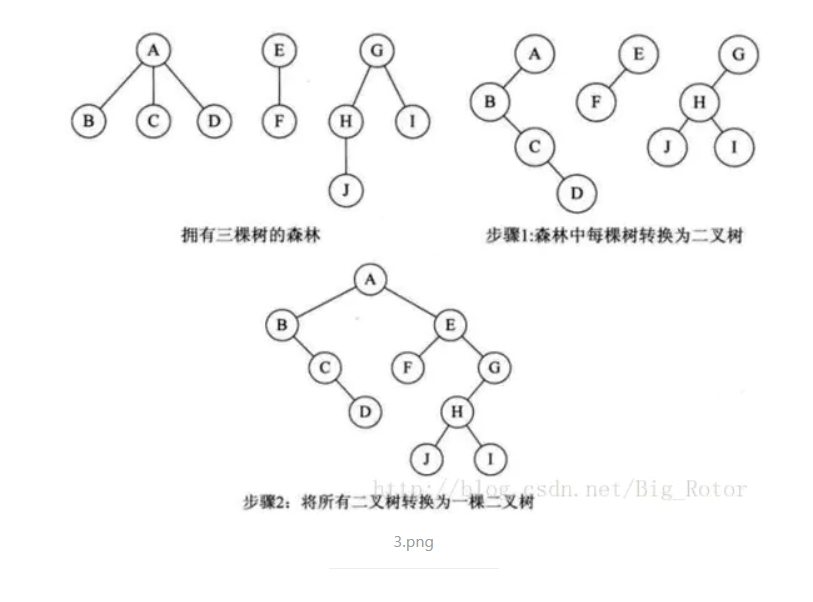 A
E
G
B
C
D
F
H
I
J
拥有三棵树的森林
A
E
G
B
F
H
C
J
I
D
步骤1:森林中每棵树转换为二叉树
A
B
E
C
F
G
D
H
J
I
http://blog.csdn.net/Big_Rotor
步骤2：将所有二叉树转换为一棵二叉树
3.png